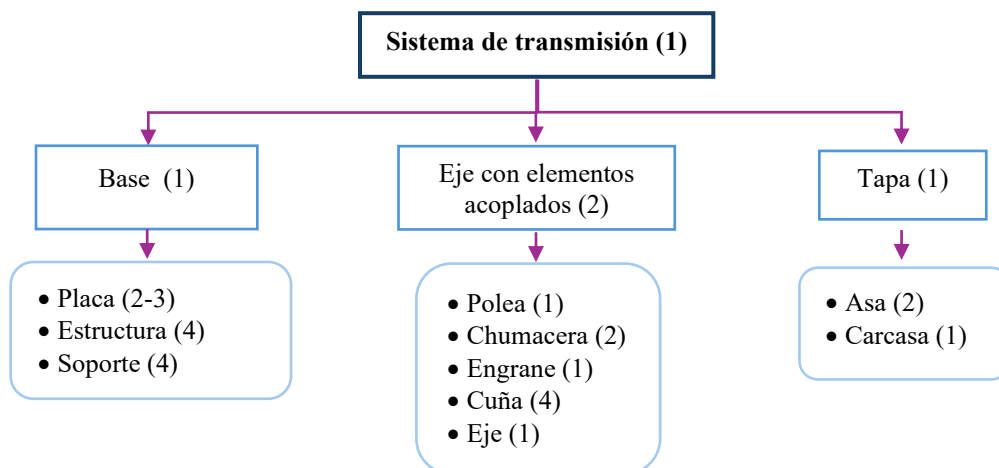 Sistema de transmisión (1)
Base (1)
Eje con elementos
acoplados (2)
Tapa (1)
• Placa (2-3)
• Estructura (4)
• Soporte (4)
• Polea (1)
• Chumacera (2)
• Engrane (1)
• Cuña (4)
• Eje (1)
• Asa (2)
• Carcasa (1)